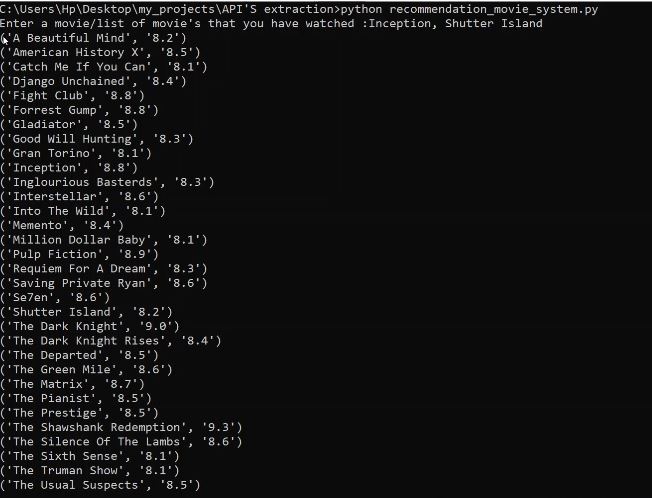 C:\Users\Hp\Desktop\my_projects\API'S extraction>python recommendation_movie_system.py
Enter a movie/list of movie's that you have watched :Inception, Shutter Island
('A Beautiful Mind', '8.2')
('American History X', '8.5')
('Catch Me If You Can', '8.1')
('Django Unchained', '8.4')
('Fight Club', '8.8')
('Forrest Gump', '8.8')
('Gladiator', '8.5')
('Good Will Hunting', '8.3')
('Gran Torino', '8.1')
('Inception', '8.8')
('Inglourious Basterds', '8.3')
('Interstellar', '8.6')
('Into The Wild', '8.1')
('Memento', '8.4')
('Million Dollar Baby', '8.1')
('Pulp Fiction', '8.9')
('Requiem For A Dream', '8.3')
('Saving Private Ryan', '8.6')
('Se7en', '8.6')
('Shutter Island', '8.2')
('The Dark Knight', '9.0')
('The Dark Knight Rises', '8.4')
('The Departed', '8.5')
('The Green Mile', '8.6')
('The Matrix', '8.7')
('The Pianist', '8.5')
('The Prestige', '8.5')
('The Shawshank Redemption', '9.3')
('The Silence Of The Lambs', '8.6')
('The Sixth Sense', '8.1')
('The Truman Show', '8.1')
('The Usual Suspects', '8.5')